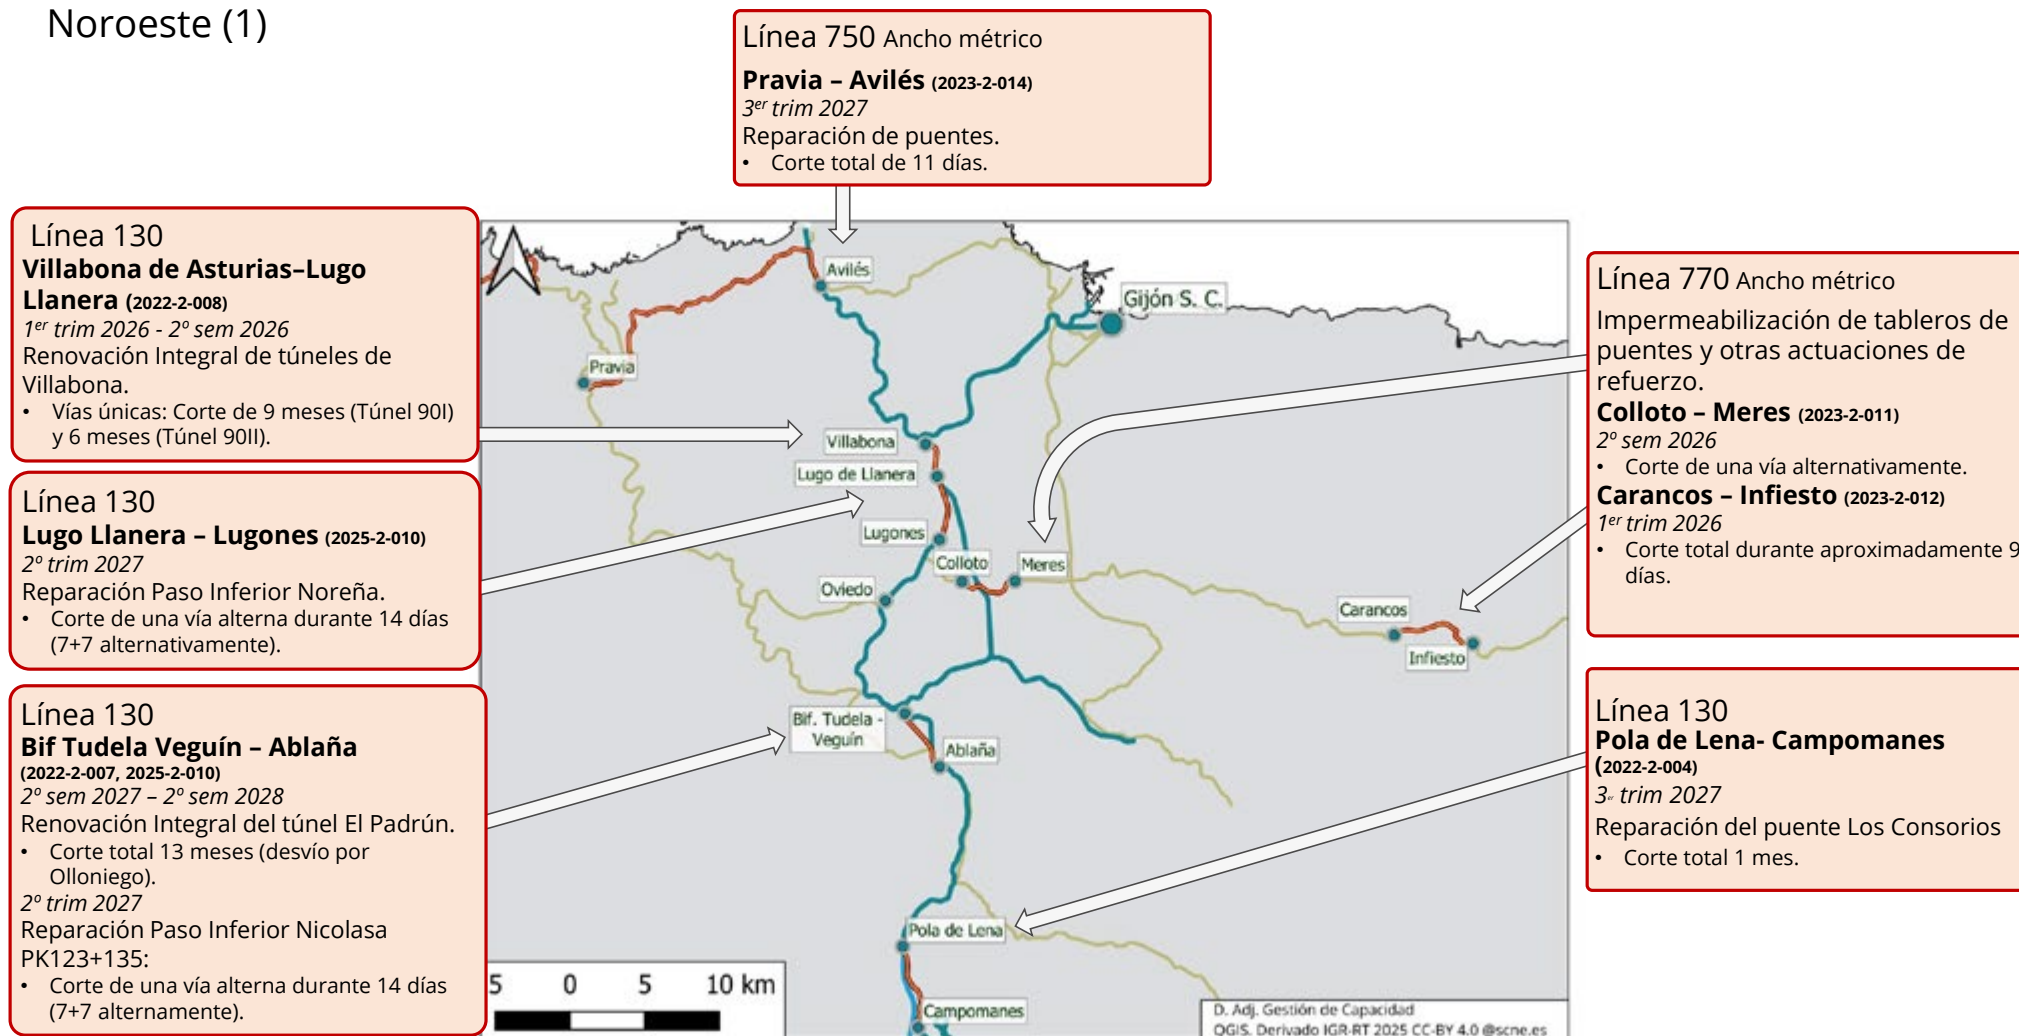 Noroeste (1)
Línea 750 Ancho métrico
Pravia – Avilés (2023-2-014)
3er trim 2027
Reparación de puentes.
• Corte total de 11 días.
Línea 130
Villabona de Asturias–Lugo
Llanera (2022-2-008)
1er trim 2026 - 2º sem 2026
Renovación Integral de túneles de
Villabona.
• Vías únicas: Corte de 9 meses (Túnel 90I)
y 6 meses (Túnel 90II).
Línea 130
Lugo Llanera – Lugones (2025-2-010)
2º trim 2027
Reparación Paso Inferior Noreña.
• Corte de una vía alterna durante 14 días
(7+7 alternativamente).
Línea 130
Bif Tudela Veguín – Ablaña
(2022-2-007, 2025-2-010)
2º sem 2027 – 2º sem 2028
Renovación Integral del túnel El Padrún.
• Corte total 13 meses (desvío por
Olloniego).
2º trim 2027
Reparación Paso Inferior Nicolasa
PK123+135:
• Corte de una vía alterna durante 14 días
(7+7 alternamente).
Línea 770 Ancho métrico
Impermeabilización de tableros de
puentes y otras actuaciones de
refuerzo.
Colloto – Meres (2023-2-011)
2º sem 2026
• Corte de una vía alternativamente.
Carancos – Infiesto (2023-2-012)
1er trim 2026
• Corte total durante aproximadamente 9
días.
Línea 130
Pola de Lena- Campomanes
(2022-2-004)
3er trim 2027
Reparación del puente Los Consorios
• Corte total 1 mes.
Avilés
Gijón S. C.
Pravia
Villabona
Lugo de Llanera
Lugones
Colloto
Meres
Oviedo
Carancos
Infiesto
Bif. Tudela -
Veguín
Ablaña
Pola de Lena
Campomanes
5 0 5 10 km
D. Adj. Gestión de Capacidad
QGIS. Derivado IGR-RT 2025 CC-BY 4.0 @scne.es